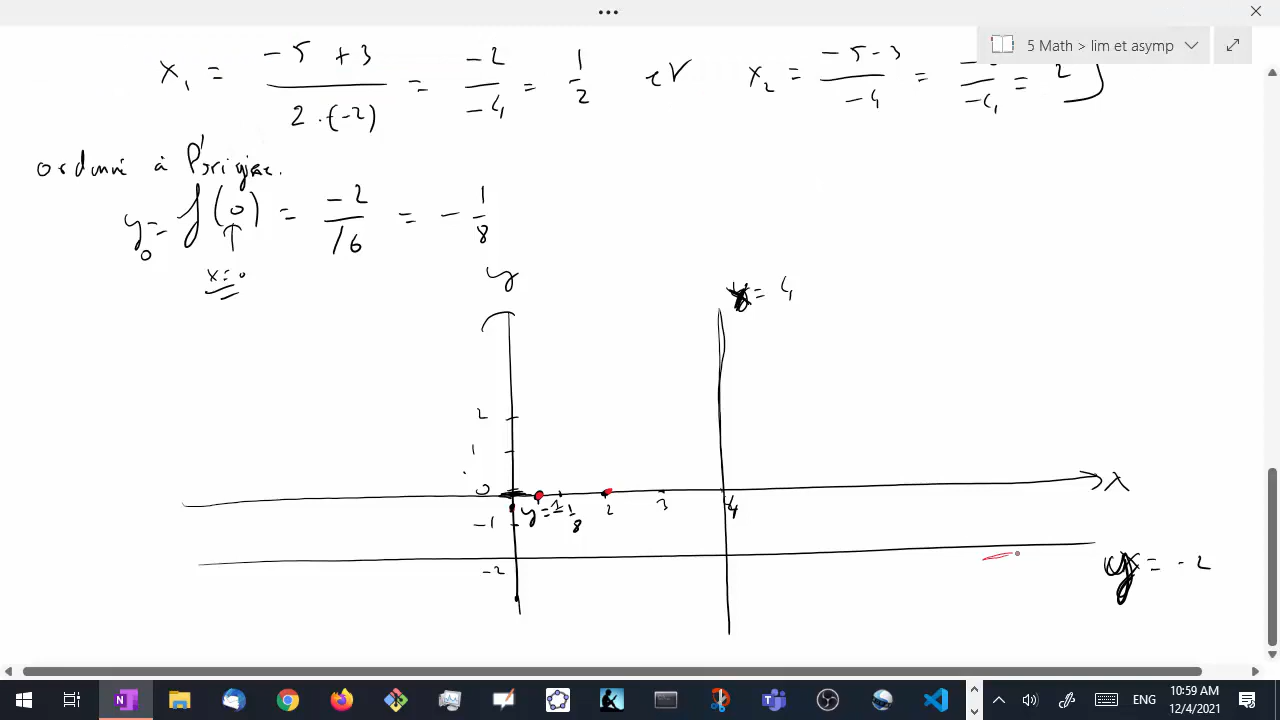 5 Math > lim et asymp
x₁ = (-5 + 3)/(2·(-2)) = -2/-4 = 1/2 et x₂ = (-5-3)/-4 = /-4 = 2
ordonné à l'origine.
y₀ = f(0) = -2/16 = -1/8
x=0
y
= 4
2
1
0
x
y = -1/8
2
3
4
-1
-2
y = -2
ENG
10:59 AM
12/4/2021